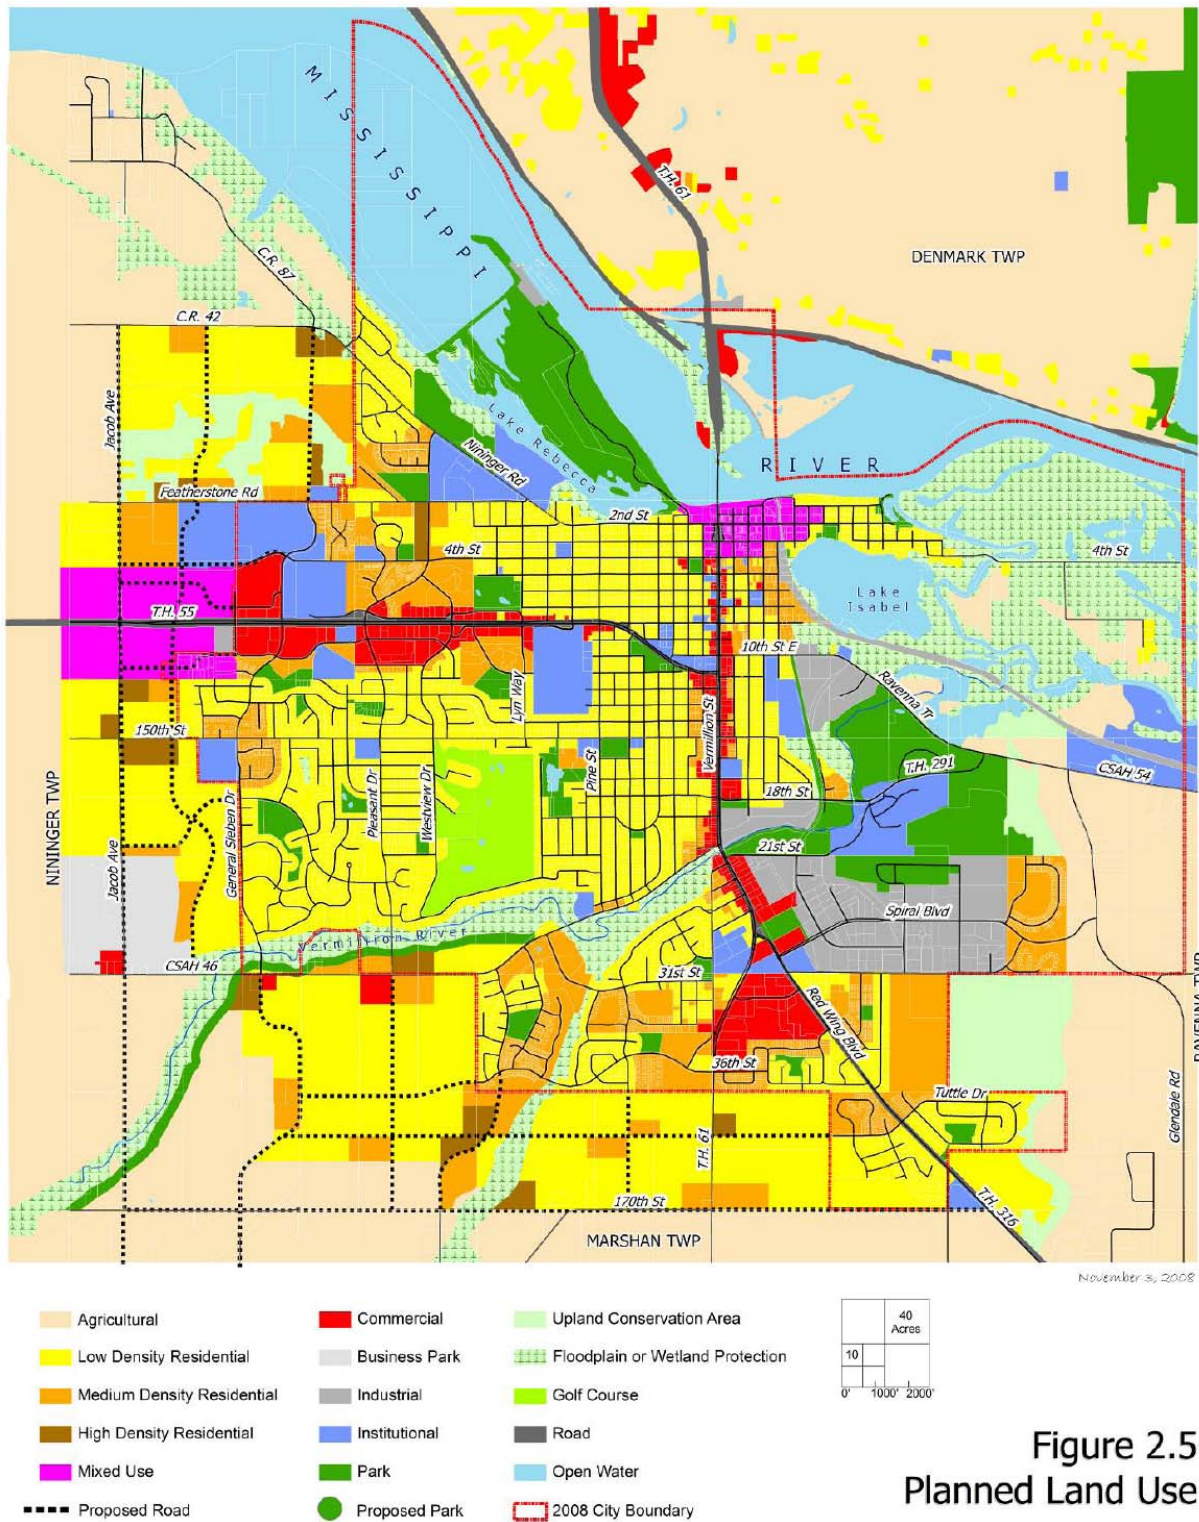 MISSISSIPPI
T.H. 61
DENMARK TWP
C.R. 87
C.R. 42
Jacob Ave
Lake Rebecca
Nininger Rd
RIVER
Featherstone Rd
2nd St
4th St
4th St
Lake
Isabel
T.H. 55
10th St E
Ravenna Tr
Lyn Way
150th St
Vermillion St
T.H. 291
CSAH 54
Pine St
18th St
NININGER TWP
General Sieben Dr
Pleasant Dr
Westview Dr
21st St
Jacob Ave
Spiral Blvd
Vermillion River
CSAH 46
31st St
Red Wing Blvd
RAVENNA TWP
36th St
Tuttle Dr
Glendale Rd
T.H. 61
170th St
T.H. 316
MARSHAN TWP
November 3, 2008
Agricultural
Low Density Residential
Medium Density Residential
High Density Residential
Mixed Use
Proposed Road
Commercial
Business Park
Industrial
Institutional
Park
Proposed Park
Upland Conservation Area
Floodplain or Wetland Protection
Golf Course
Road
Open Water
2008 City Boundary
40
Acres
10
0' 1000' 2000'
Figure 2.5
Planned Land Use